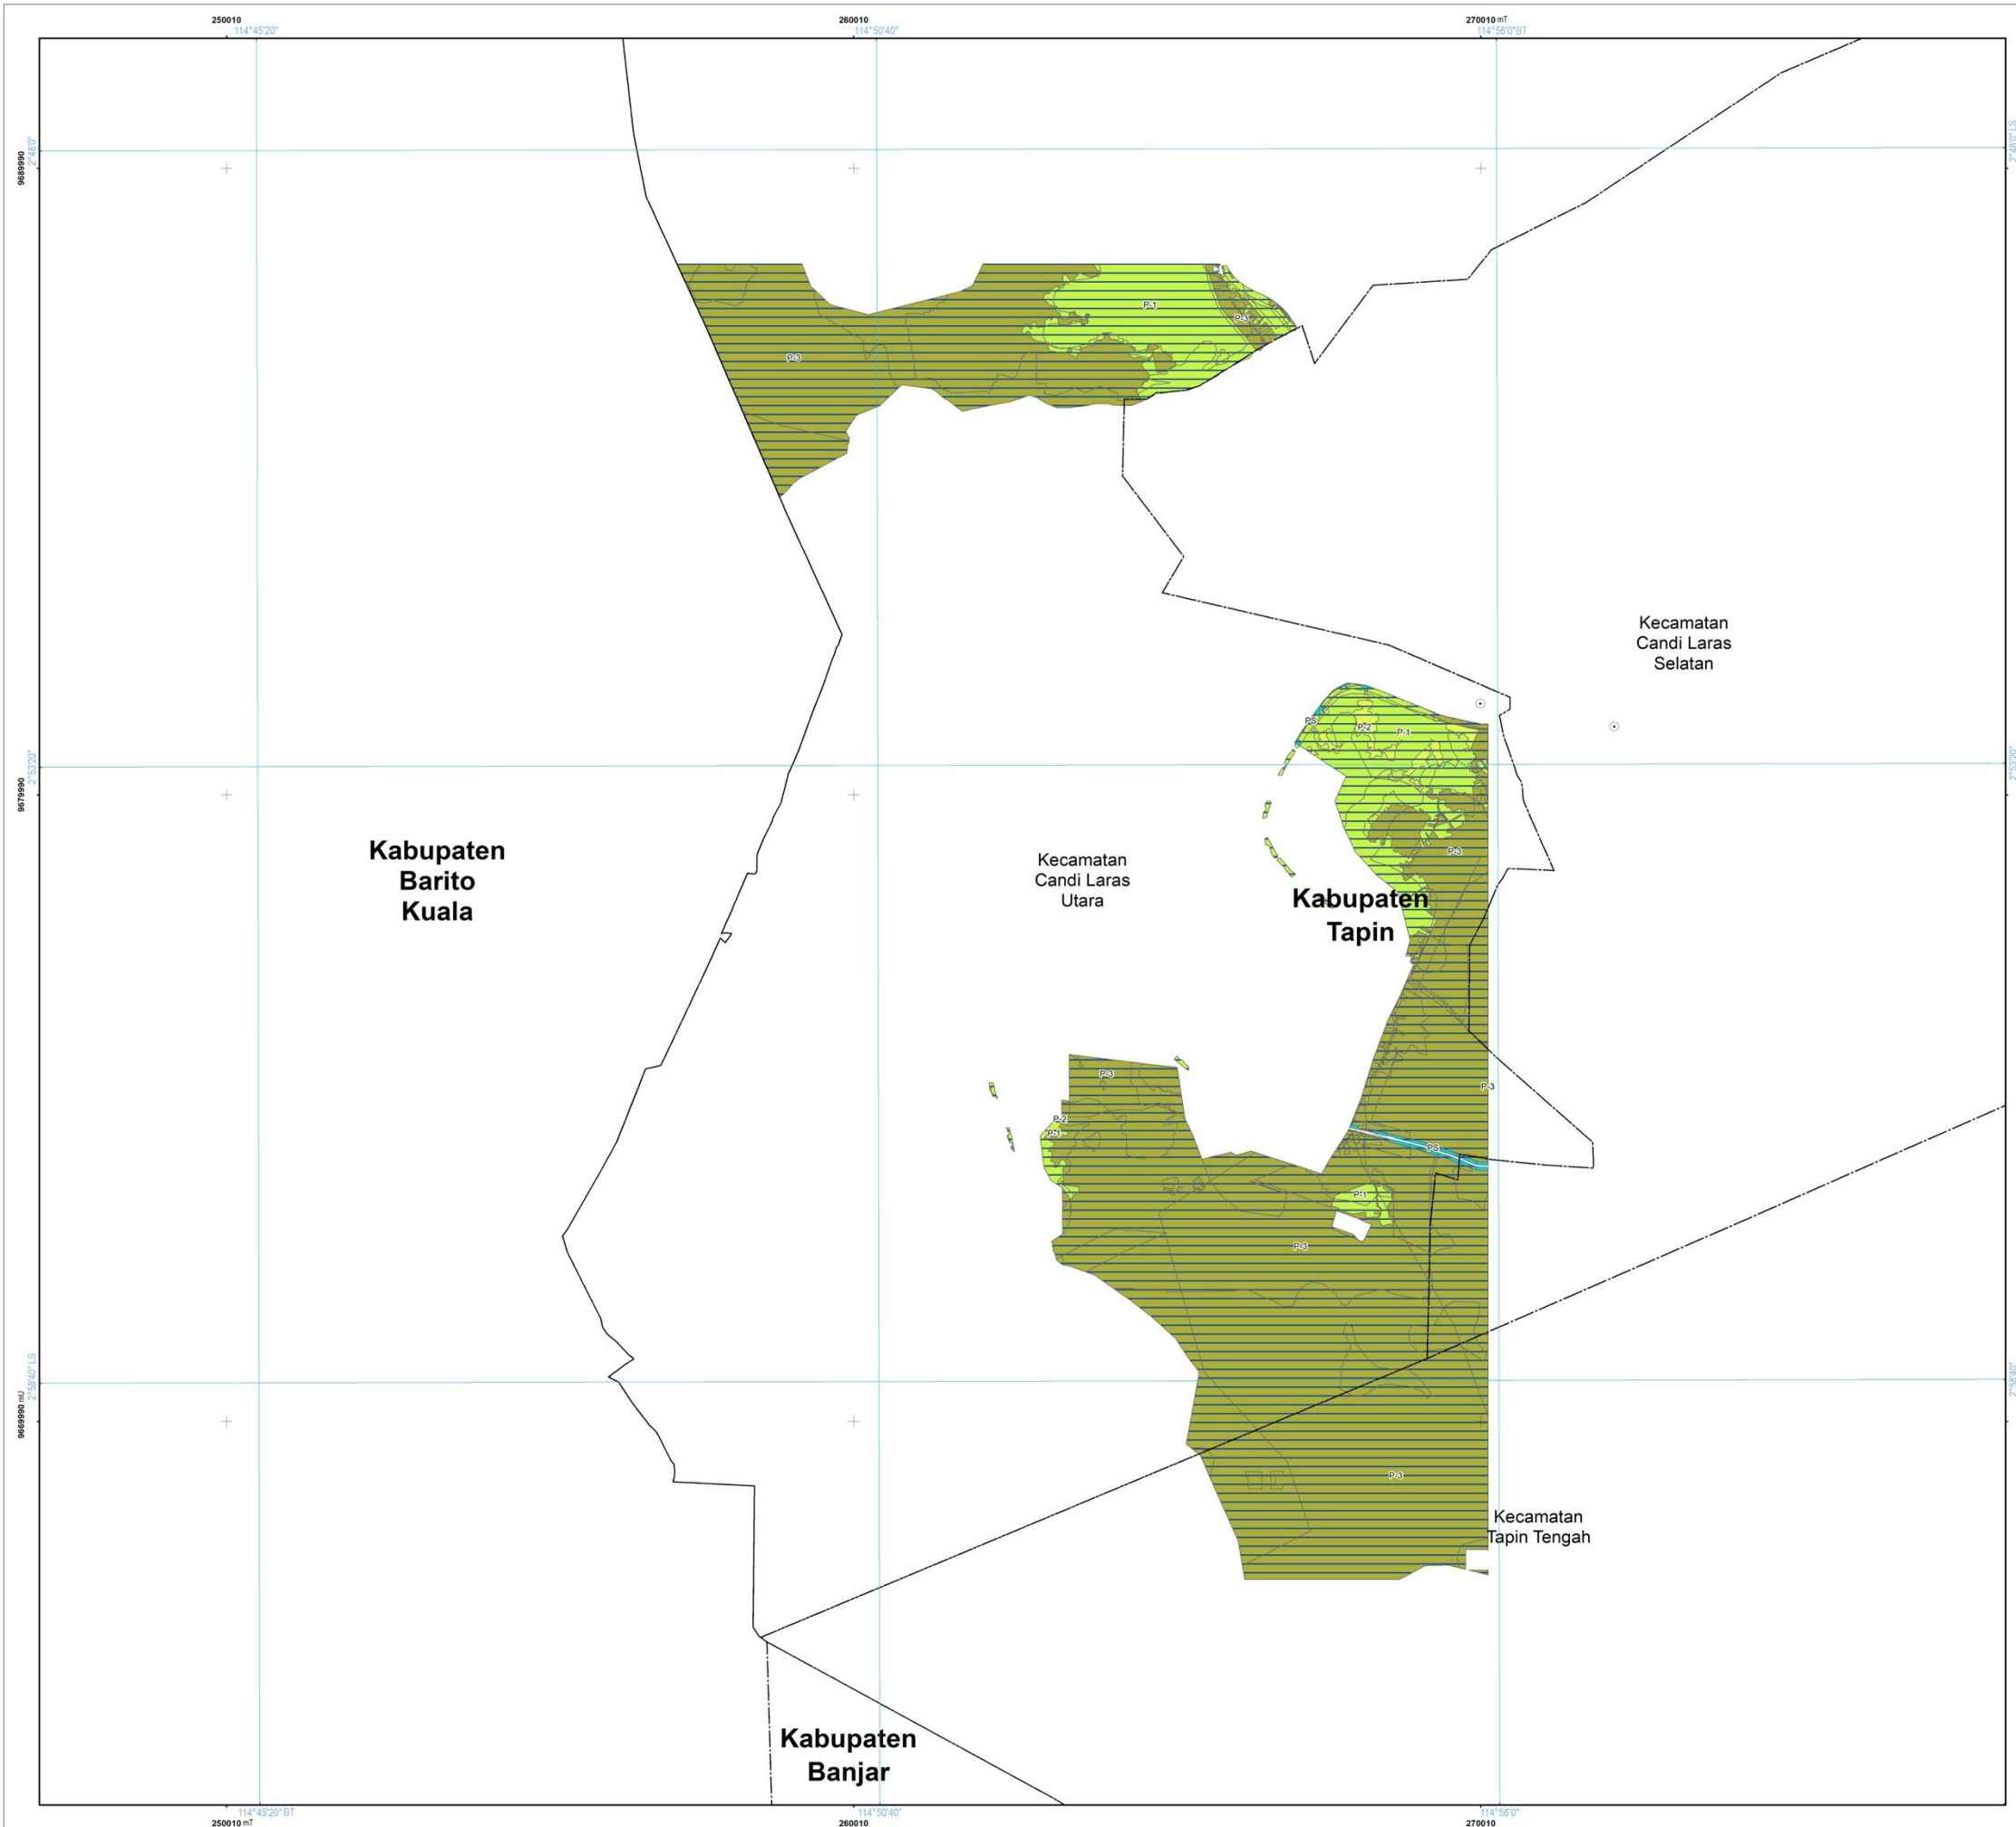 250010
260010
270010 mT
114°45'20"
114°50'40"
114°56'0"BT
2°48'0"
2°48'0" LS
9689990
P-1
P-3
P-3
Kecamatan
Candi Laras
Selatan
PS
P-2
P-1
2°53'20"
2°53'20"
9679990
P-3
Kabupaten
Barito
Kuala
Kecamatan
Candi Laras
Utara
Kabupaten
Tapin
P-3
P-3
P-2
P-1
PS
P-1
P-3
2°58'40" LS
2°58'40"
9669990 mU
P-3
Kecamatan
Tapin Tengah
Kabupaten
Banjar
114°45'20" BT
114°50'40"
114°56'0"
250010 mT
260010
270010